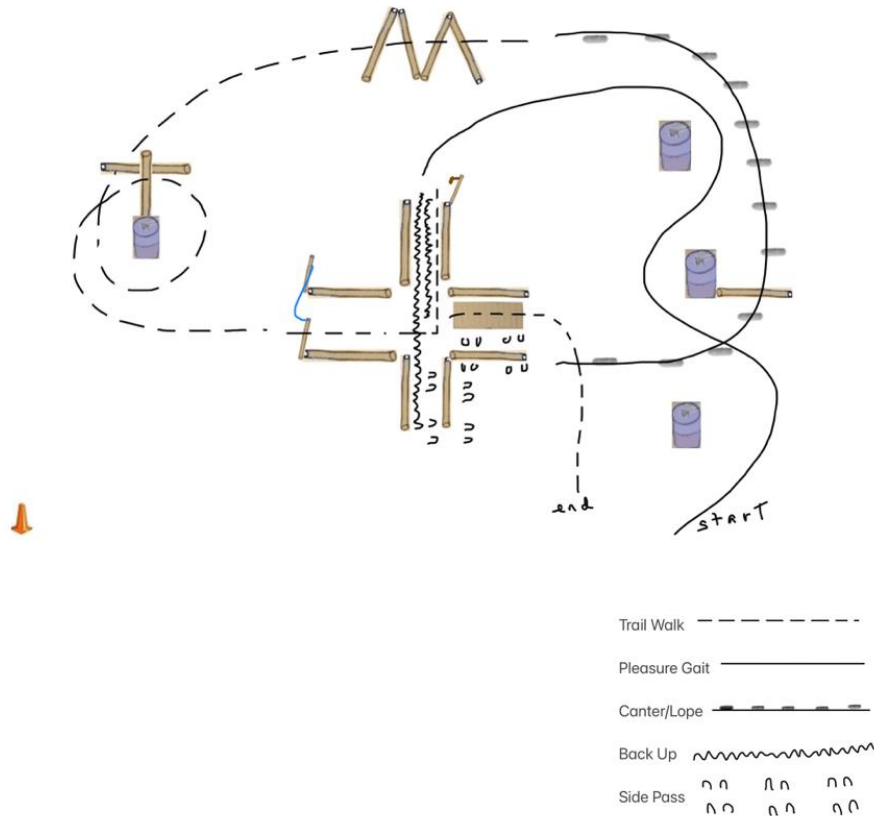 end
start
Trail Walk
Pleasure Gait
Canter/Lope
Back Up
Side Pass